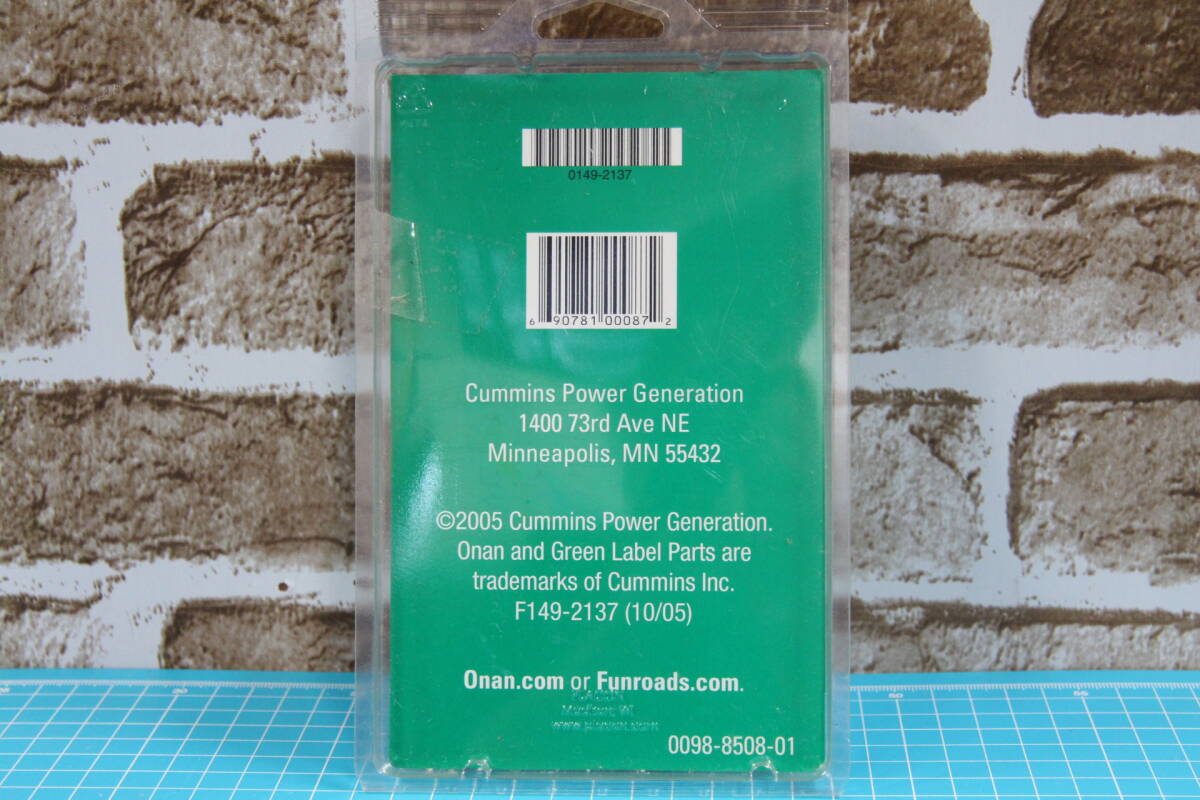 0149-2137
6 90781 00087 2
Cummins Power Generation
1400 73rd Ave NE
Minneapolis, MN 55432
©2005 Cummins Power Generation.
Onan and Green Label Parts are
trademarks of Cummins Inc.
F149-2137 (10/05)
Onan.com or Funroads.com.
0098-8508-01